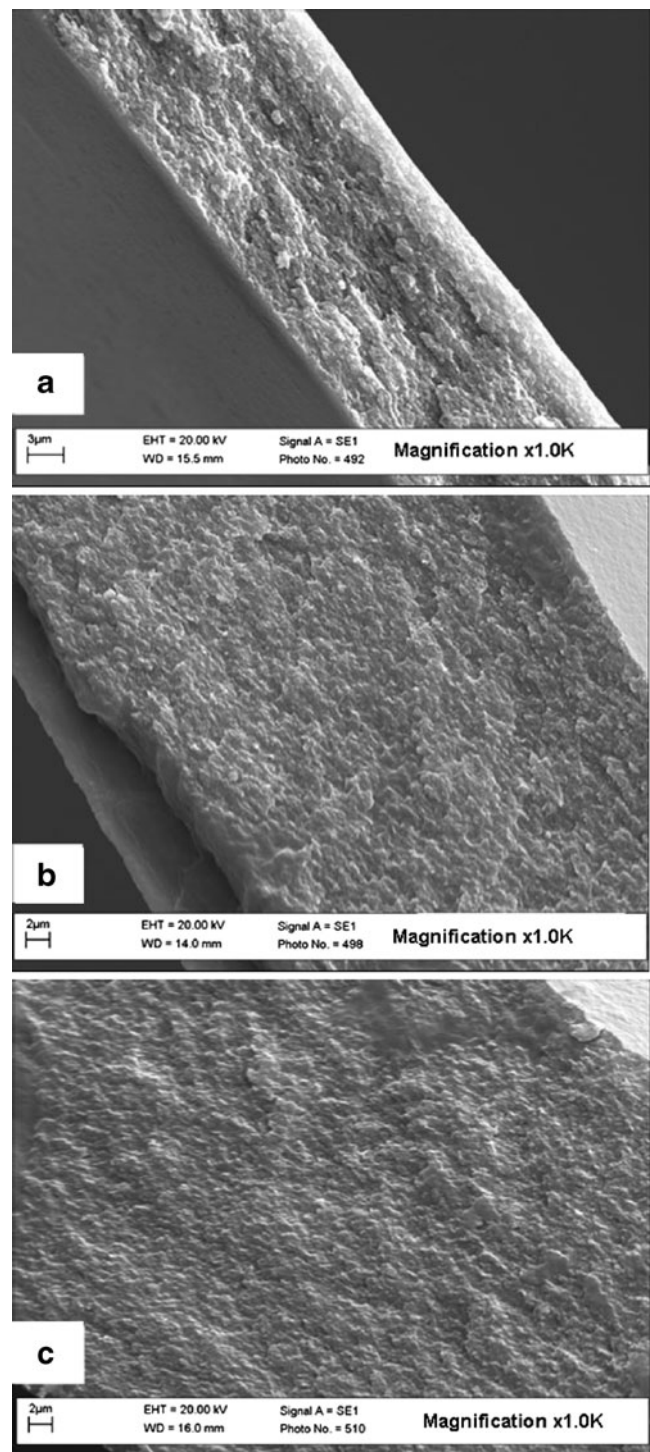 a
3µm
EHT = 20.00 kV
Signal A = SE1
Magnification x1.0K
WD = 15.5 mm
Photo No. = 492
b
2µm
EHT = 20.00 kV
Signal A = SE1
Magnification x1.0K
WD = 14.0 mm
Photo No. = 498
c
2µm
EHT = 20.00 kV
Signal A = SE1
Magnification x1.0K
WD = 16.0 mm
Photo No. = 510